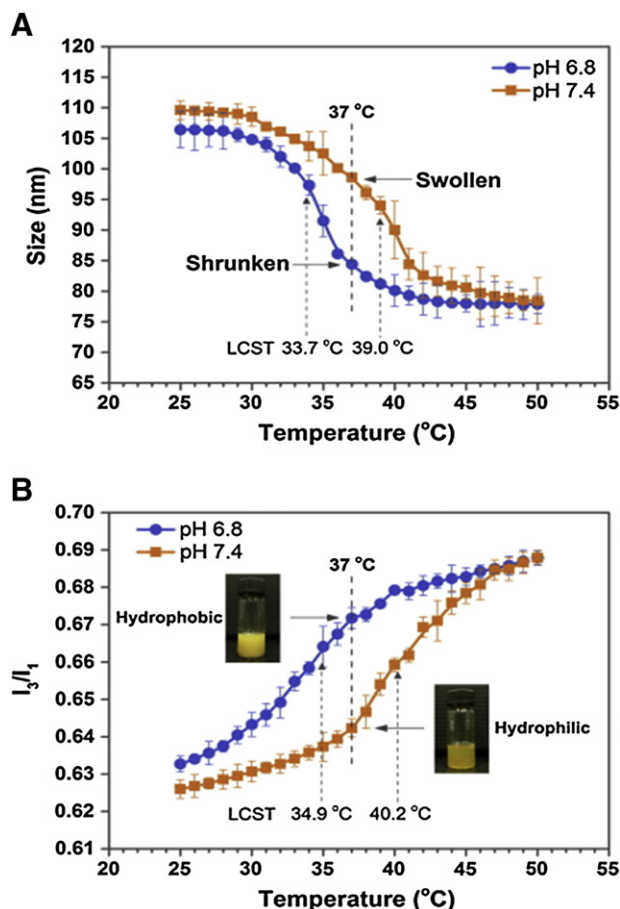 A
120
115
110
105
100
95
90
85
80
75
70
65
Size (nm)
pH 6.8
pH 7.4
37 °C
Swollen
Shrunken
LCST 33.7 °C 39.0 °C
20 25 30 35 40 45 50 55
Temperature (°C)
B
0.70
0.69
0.68
0.67
0.66
0.65
0.64
0.63
0.62
0.61
I3/I1
pH 6.8
pH 7.4
37 °C
Hydrophobic
Hydrophilic
LCST 34.9 °C 40.2 °C
20 25 30 35 40 45 50 55
Temperature (°C)